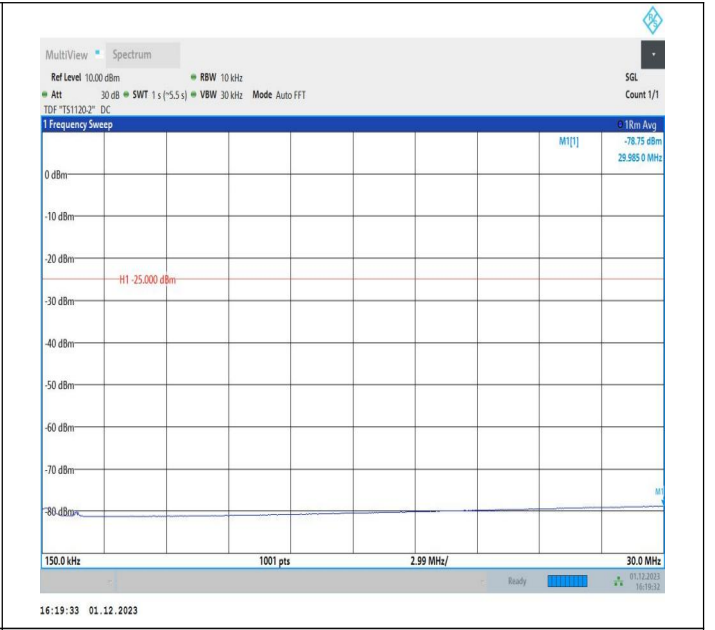 MultiView Spectrum
Ref Level 10.00 dBm RBW 10 kHz SGL
Att 30 dB SWT 1 s (~5.5 s) VBW 30 kHz Mode Auto FFT Count 1/1
TDF "TS1120-2" DC
1 Frequency Sweep 1Rm Avg
M1[1] -78.75 dBm
29.985 0 MHz
0 dBm
-10 dBm
-20 dBm
H1 -25.000 dBm
-30 dBm
-40 dBm
-50 dBm
-60 dBm
-70 dBm
M1
-80 dBm
150.0 kHz 1001 pts 2.99 MHz/ 30.0 MHz
Ready 01.12.2023
16:19:32
16:19:33 01.12.2023